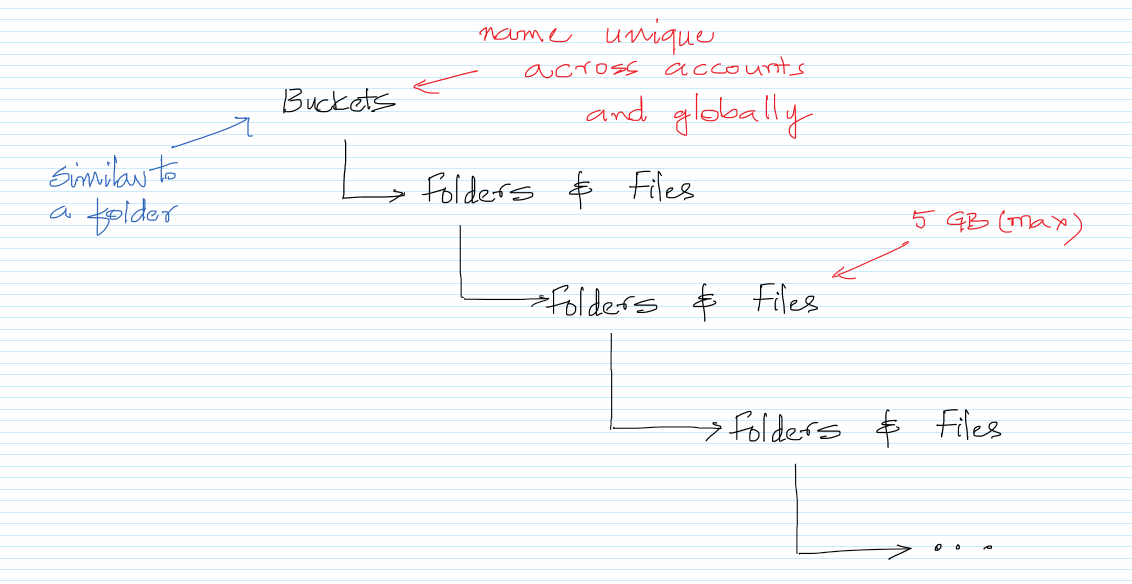 name unique
across accounts
and globally
Buckets
similar to
a folder
folders & Files
5 GB (max)
folders & Files
folders & Files
...